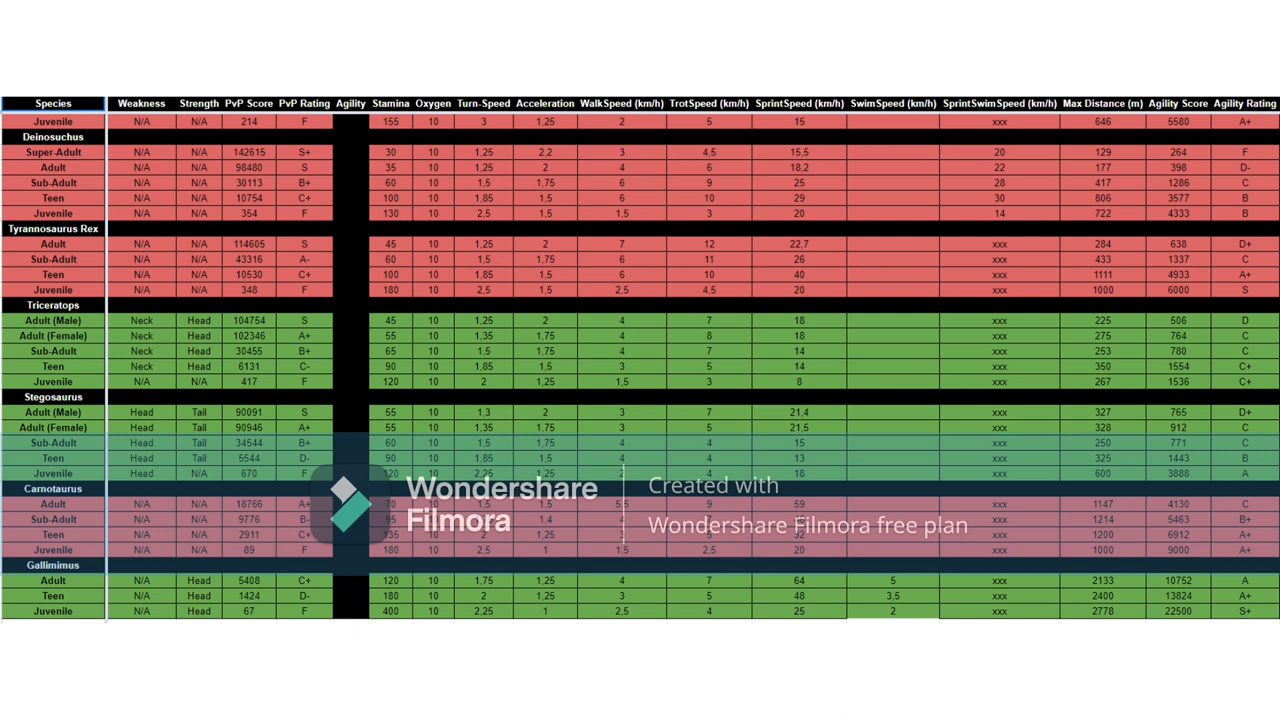 Species Weakness Strength PvP Score PvP Rating Agility Stamina Oxygen Turn-Speed Acceleration WalkSpeed (km/h) TrotSpeed (km/h) SprintSpeed (km/h) SwimSpeed (km/h) SprintSwimSpeed (km/h) Max Distance (m) Agility Score Agility Rating
Juvenile N/A N/A 214 F 155 10 3 1,25 2 5 15 xxx 646 5580 A+
Deinosuchus
Super-Adult N/A N/A 142615 S+ 30 10 1,25 2,2 3 4,5 15,5 20 129 264 F
Adult N/A N/A 98480 S 35 10 1,25 2 4 6 18,2 22 177 398 D-
Sub-Adult N/A N/A 30113 B+ 60 10 1,5 1,75 6 9 25 28 417 1286 C
Teen N/A N/A 10754 C+ 100 10 1,85 1,5 6 10 29 30 806 3577 B
Juvenile N/A N/A 354 F 130 10 2,5 1,5 1,5 3 20 14 722 4333 B
Tyrannosaurus Rex
Adult N/A N/A 114605 S 45 10 1,25 2 7 12 22,7 xxx 284 638 D+
Sub-Adult N/A N/A 43316 A- 60 10 1,5 1,75 6 11 26 xxx 433 1337 C
Teen N/A N/A 10530 C+ 100 10 1,85 1,5 6 10 40 xxx 1111 4933 A+
Juvenile N/A N/A 348 F 180 10 2,5 1,5 2,5 4,5 20 xxx 1000 6000 S
Triceratops
Adult (Male) Neck Head 104754 S 45 10 1,25 2 4 7 18 xxx 225 506 D
Adult (Female) Neck Head 102346 A+ 55 10 1,35 1,75 4 8 18 xxx 275 764 C
Sub-Adult Neck Head 30455 B+ 65 10 1,5 1,75 4 7 14 xxx 253 780 C
Teen Neck Head 6131 C- 90 10 1,85 1,5 3 5 14 xxx 350 1554 C+
Juvenile N/A N/A 417 F 120 10 2 1,25 1,5 3 8 xxx 267 1536 C+
Stegosaurus
Adult (Male) Head Tail 90091 S 55 10 1,3 2 3 7 21,4 xxx 327 765 D+
Adult (Female) Head Tail 90946 A+ 55 10 1,35 1,75 3 5 21,5 xxx 328 912 C
Sub-Adult Head Tail 34544 B+ 60 10 1,5 1,75 4 4 15 xxx 250 771 C
Teen Head Tail 5544 D- 90 10 1,85 1,5 4 4 13 xxx 325 1443 B
Juvenile Head N/A 670 F 120 10 2,25 1,25 2 4 18 xxx 600 3888 A
Carnotaurus
Adult N/A N/A 18766 A+ 70 10 1,5 1,5 5,5 9 59 xxx 1147 4130 C
Sub-Adult N/A N/A 9776 B- 95 10 1,4 4 xxx 1214 5463 B+
Teen N/A N/A 2911 C+ 135 10 2 1,25 3 5 32 xxx 1200 6912 A+
Juvenile N/A N/A 89 F 180 10 2,5 1 1,5 2,5 20 xxx 1000 9000 A+
Gallimimus
Adult N/A Head 5408 C+ 120 10 1,75 1,25 4 7 64 5 xxx 2133 10752 A
Teen N/A Head 1424 D- 180 10 2 1,25 3 5 48 3,5 xxx 2400 13824 A+
Juvenile N/A Head 67 F 400 10 2,25 1 2,5 4 25 2 xxx 2778 22500 S+
Wondershare
Filmora
Created with
Wondershare Filmora free plan